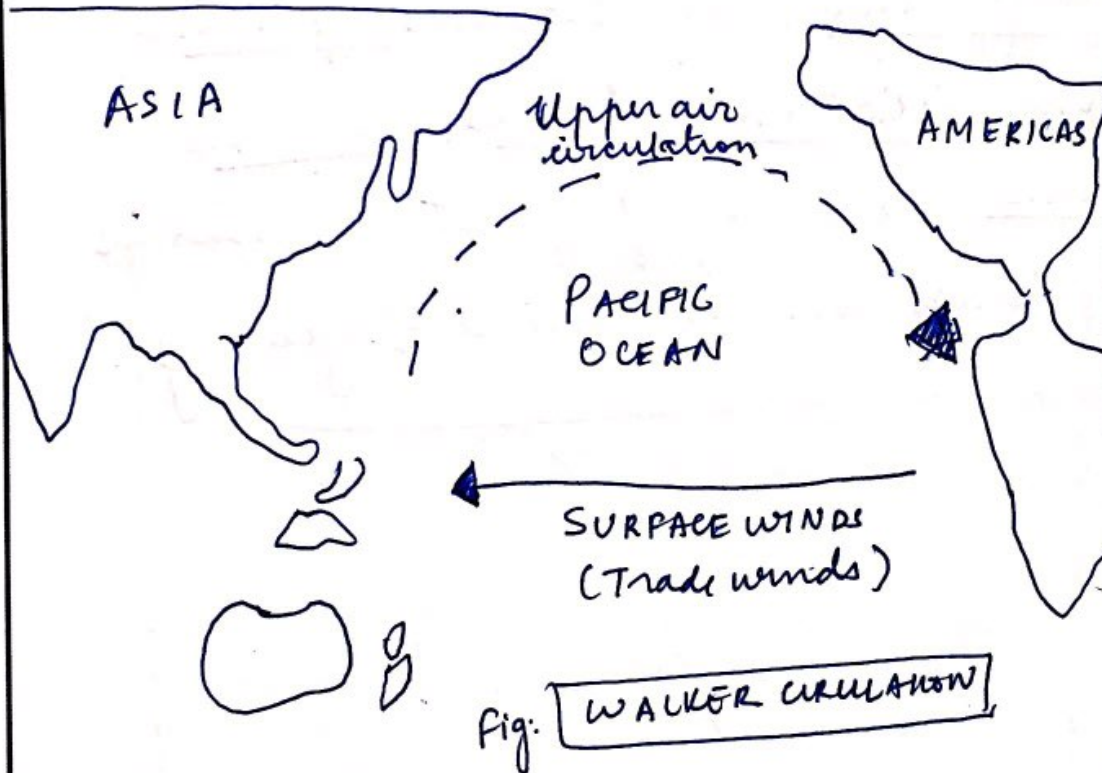 ASIA
Upper air
circulation
AMERICAS
PACIFIC
OCEAN
SURFACE WINDS
(Trade winds)
Fig: WALKER CIRCULATION